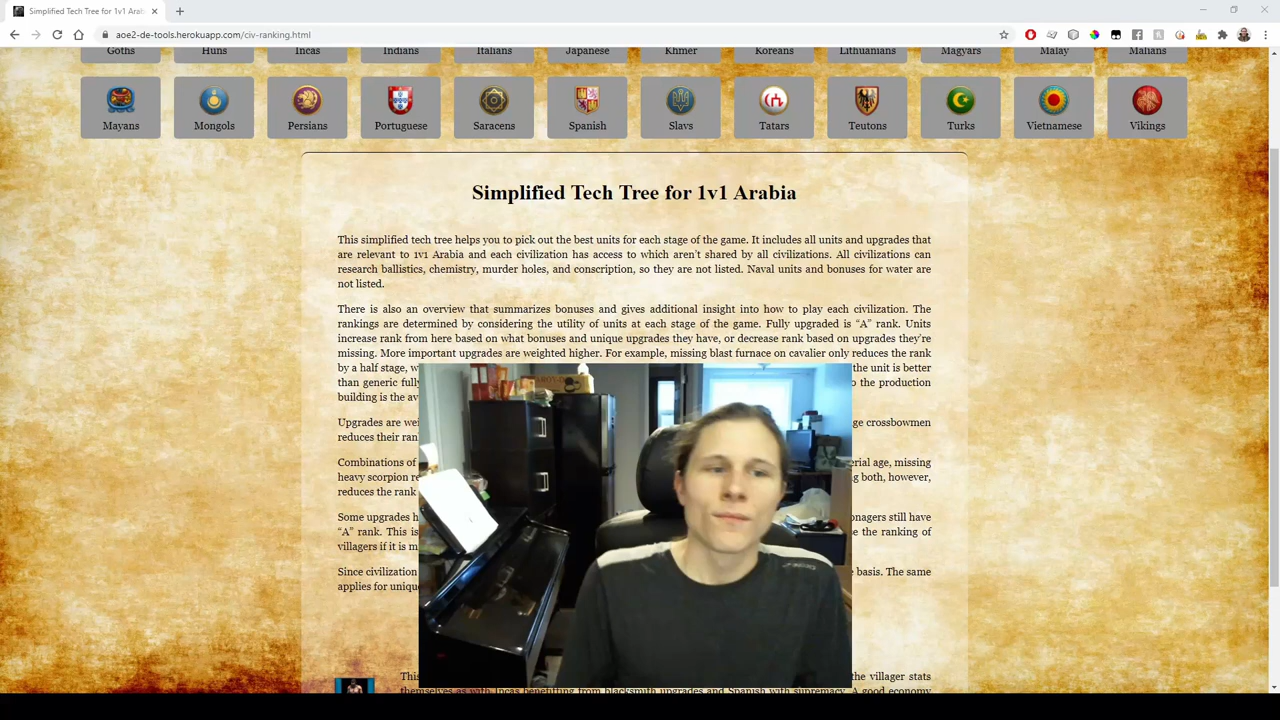 Simplified Tech Tree for 1v1 Arabi
aoe2-de-tools.herokuapp.com/civ-ranking.html
Goths Huns Incas Indians Italians Japanese Khmer Koreans Lithuanians Magyars Malay Malians
Mayans Mongols Persians Portuguese Saracens Spanish Slavs Tatars Teutons Turks Vietnamese Vikings
Simplified Tech Tree for 1v1 Arabia
This simplified tech tree helps you to pick out the best units for each stage of the game. It includes all units and upgrades that
are relevant to 1v1 Arabia and each civilization has access to which aren't shared by all civilizations. All civilizations can
research ballistics, chemistry, murder holes, and conscription, so they are not listed. Naval units and bonuses for water are
not listed.
There is also an overview that summarizes bonuses and gives additional insight into how to play each civilization. The
rankings are determined by considering the utility of units at each stage of the game. Fully upgraded is “A” rank. Units
increase rank from here based on what bonuses and unique upgrades they have, or decrease rank based on upgrades they're
missing. More important upgrades are weighted higher. For example, missing blast furnace on cavalier only reduces the rank
by a half stage, w the unit is better
than generic fully o the production
building is the av
Upgrades are wei ge crossbowmen
reduces their ran
Combinations of erial age, missing
heavy scorpion re g both, however,
reduces the rank
Some upgrades h onagers still have
“A” rank. This is e the ranking of
villagers if it is m
Since civilization e basis. The same
applies for unique
This the villager stats
themselves as with Incas benefitting from blacksmith upgrades and Spanish with supremacy. A good economy